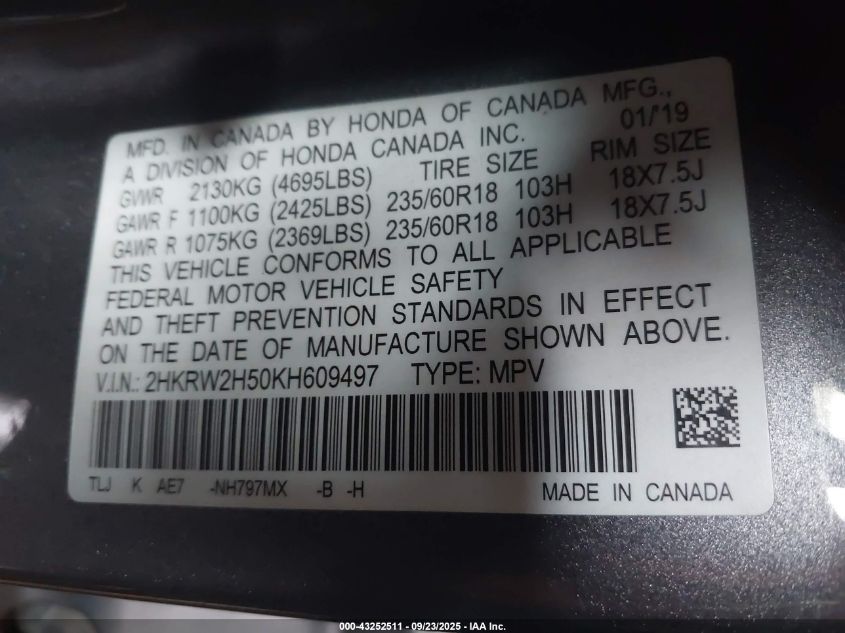 MFD. IN CANADA BY HONDA OF CANADA MFG.,
A DIVISION OF HONDA CANADA INC. 01/'19
GVWR 2130KG (4695LBS) TIRE SIZE RIM SIZE
GAWR F 1100KG (2425LBS) 235/60R18 103H 18X7.5J
GAWR R 1075KG (2369LBS) 235/60R18 103H 18X7.5J
THIS VEHICLE CONFORMS TO ALL APPLICABLE
FEDERAL MOTOR VEHICLE SAFETY
AND THEFT PREVENTION STANDARDS IN EFFECT
ON THE DATE OF MANUFACTURE SHOWN ABOVE.
V.I.N.: 2HKRW2H50KH609497 TYPE: MPV
TLJ K AE7 -NH797MX -B -H MADE IN CANADA
000-43252511 - 09/23/2025 - IAA Inc.